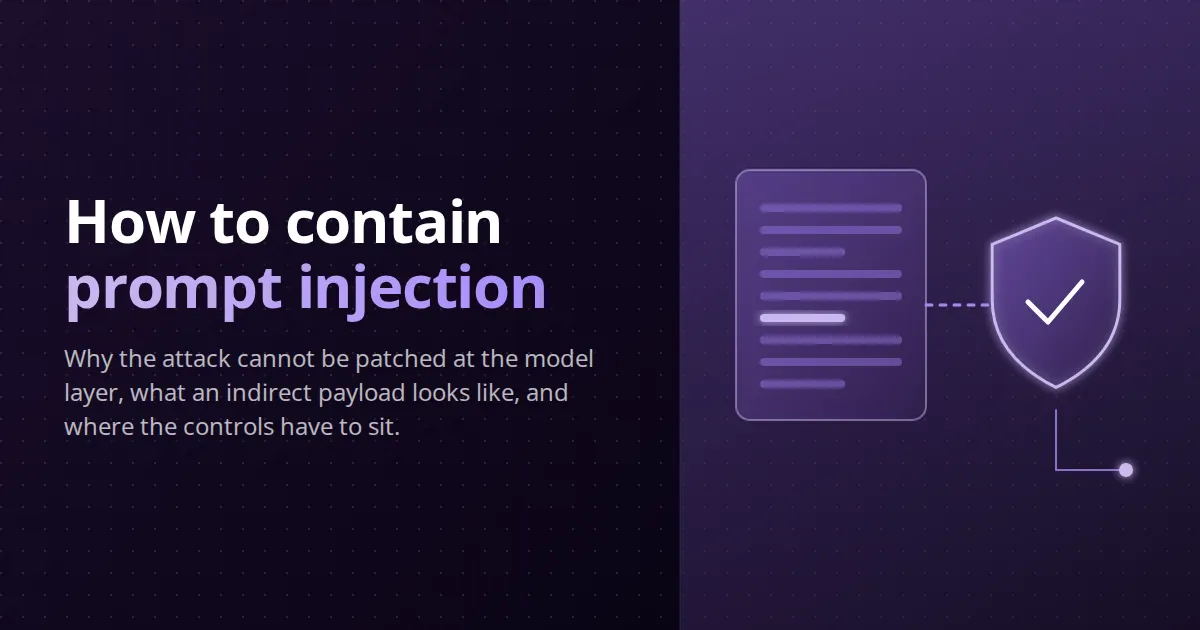 How to contain
prompt injection
Why the attack cannot be patched at the model
layer, what an indirect payload looks like, and
where the controls have to sit.